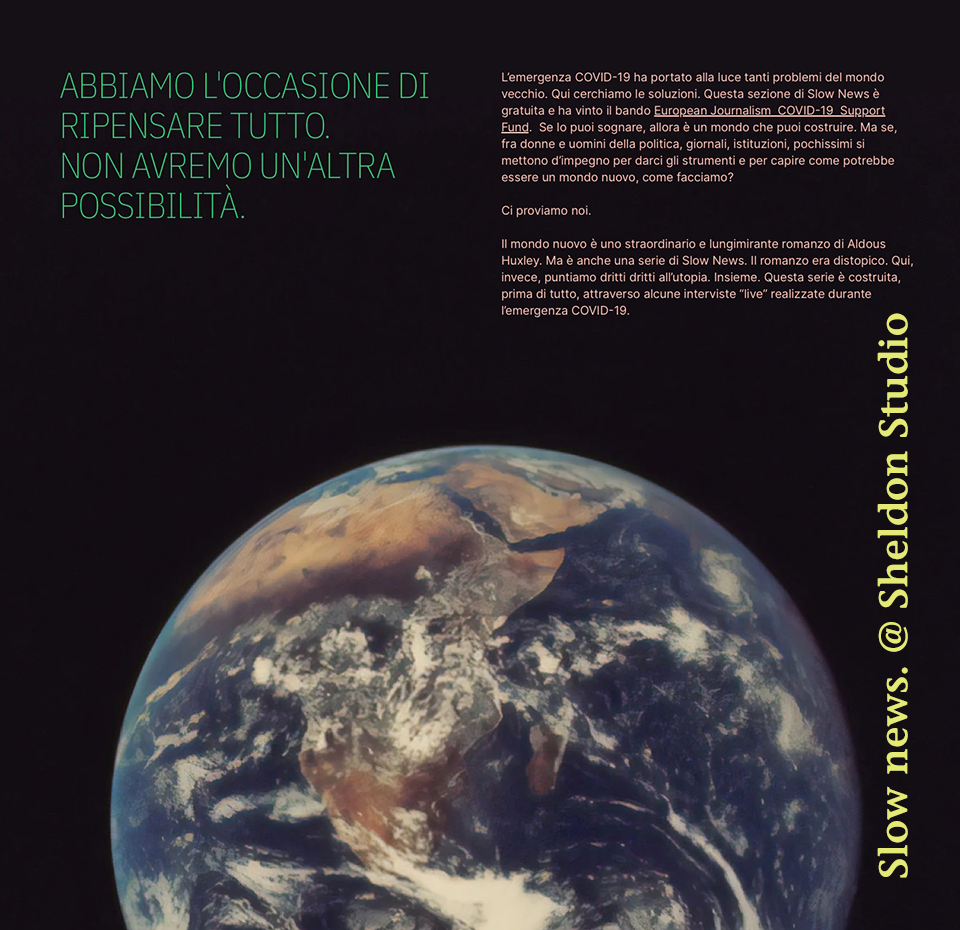 ABBIAMO L'OCCASIONE DI
RIPENSARE TUTTO.
NON AVREMO UN'ALTRA
POSSIBILITÀ.
L’emergenza COVID-19 ha portato alla luce tanti problemi del mondo
vecchio. Qui cerchiamo le soluzioni. Questa sezione di Slow News è
gratuita e ha vinto il bando European Journalism COVID-19 Support
Fund. Se lo puoi sognare, allora è un mondo che puoi costruire. Ma se,
fra donne e uomini della politica, giornali, istituzioni, pochissimi si
mettono d’impegno per darci gli strumenti e per capire come potrebbe
essere un mondo nuovo, come facciamo?
Ci proviamo noi.
Il mondo nuovo è uno straordinario e lungimirante romanzo di Aldous
Huxley. Ma è anche una serie di Slow News. Il romanzo era distopico. Qui,
invece, puntiamo dritti dritti all’utopia. Insieme. Questa serie è costruita,
prima di tutto, attraverso alcune interviste “live” realizzate durante
l’emergenza COVID-19.
Slow news. @ Sheldon Studio